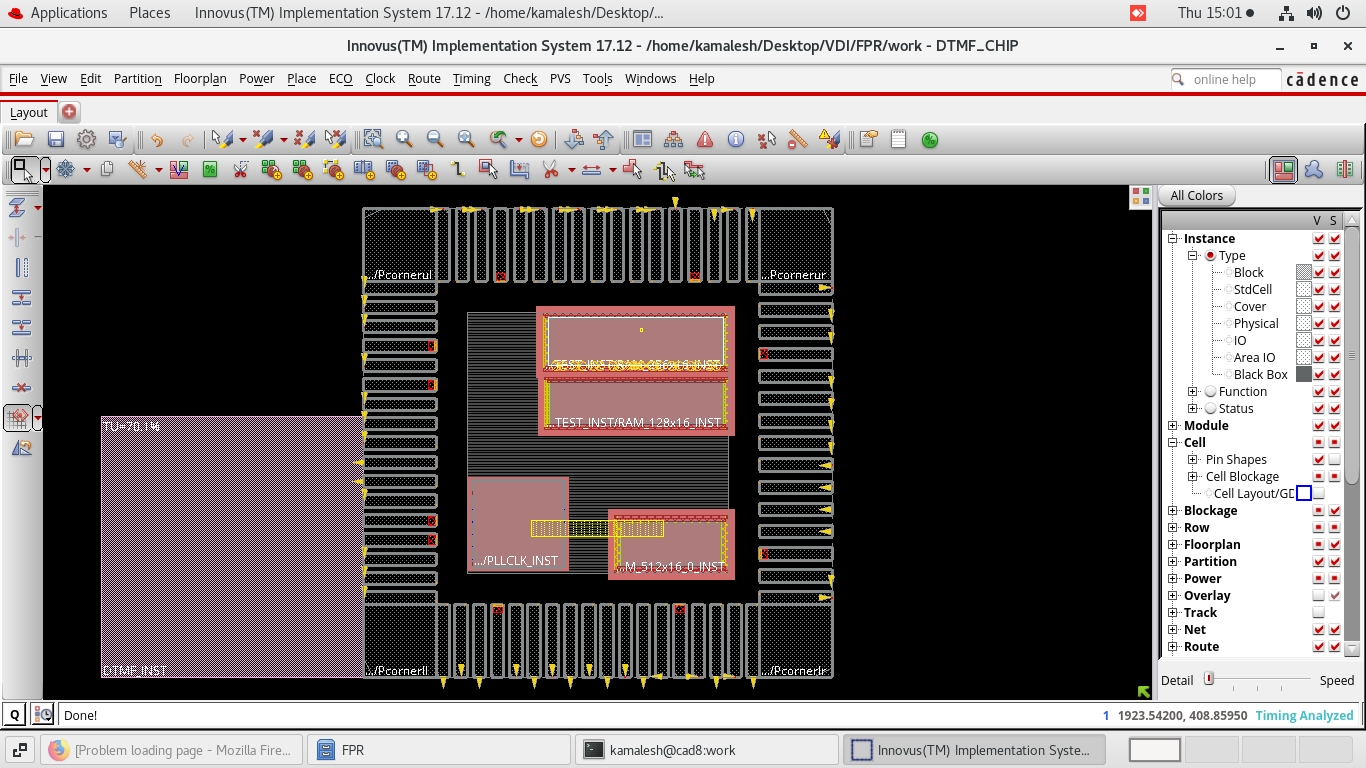 Applications Places Innovus(TM) Implementation System 17.12 - /home/kamalesh/Desktop/... Thu 15:01
Innovus(TM) Implementation System 17.12 - /home/kamalesh/Desktop/VDI/FPR/work - DTMF_CHIP
File View Edit Partition Floorplan Power Place ECO Clock Route Timing Check PVS Tools Windows Help online help cādence
Layout
All Colors
V S
Instance
Type
Block
StdCell
Cover
Physical
IO
Area IO
Black Box
Function
Status
Module
Cell
Pin Shapes
Cell Blockage
Cell Layout/GD
Blockage
Row
Floorplan
Partition
Power
Overlay
Track
Net
Route
Detail Speed
.../Pcornerul
...Pcornerur
...TEST_INST/RAM_256x16_INST
...TEST_INST/RAM_128x16_INST
.../PLLCLK_INST
...M_512x16_0_INST
DTMF_INST
.../Pcornerll
.../Pcornerlr
Q Done! 1 1923.54200, 408.85950 Timing Analyzed
[Problem loading page - Mozilla Fire... FPR kamalesh@cad8:work Innovus(TM) Implementation Syste...